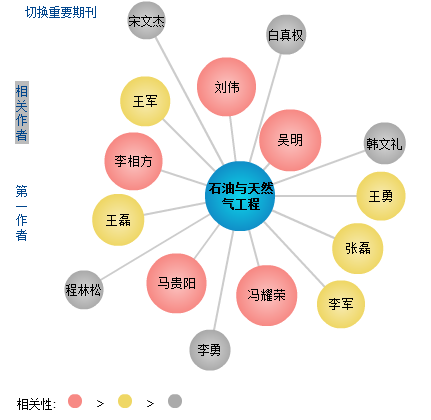 切换重要期刊
宋文杰
白真权
刘伟
王军
相关作者
吴明
韩文礼
李相方
石油与天然
气工程
王勇
第一作者
王磊
张磊
程林松
马贵阳
冯耀荣
李军
李勇
相关性: > >